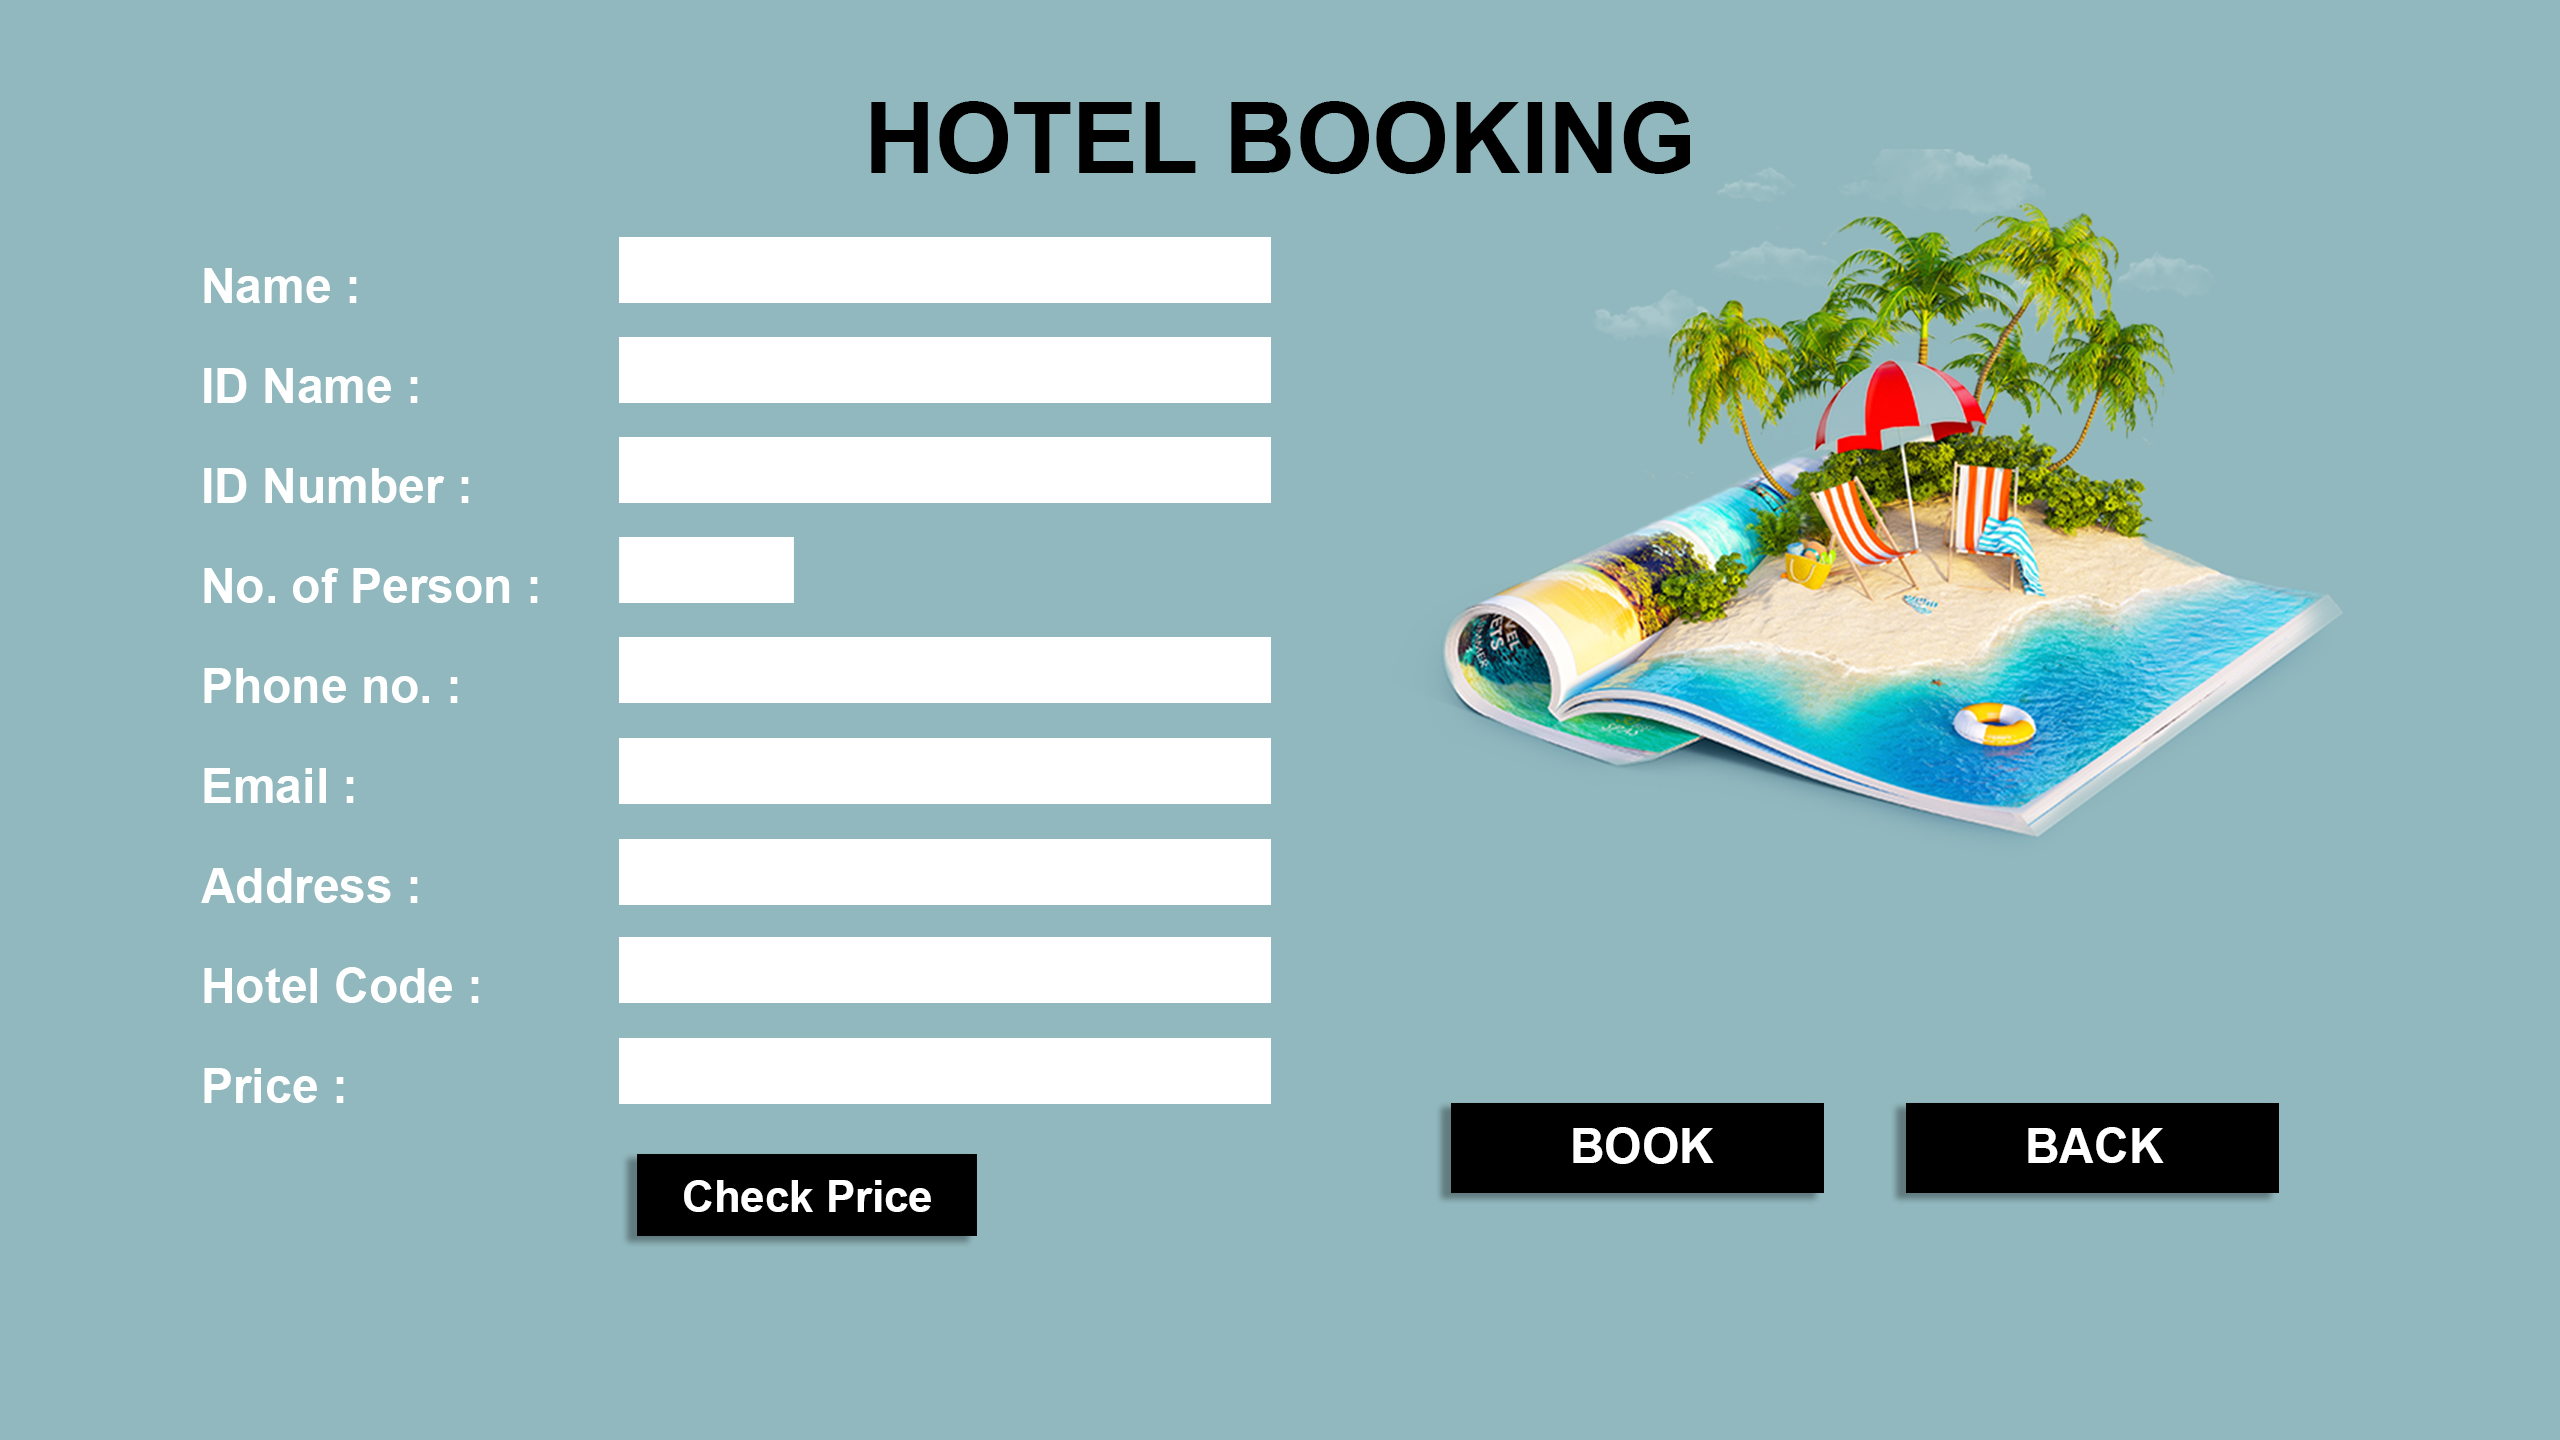 HOTEL BOOKING
Name :
ID Name :
ID Number :
No. of Person :
Phone no. :
Email :
Address :
Hotel Code :
Price :
Check Price
BOOK
BACK